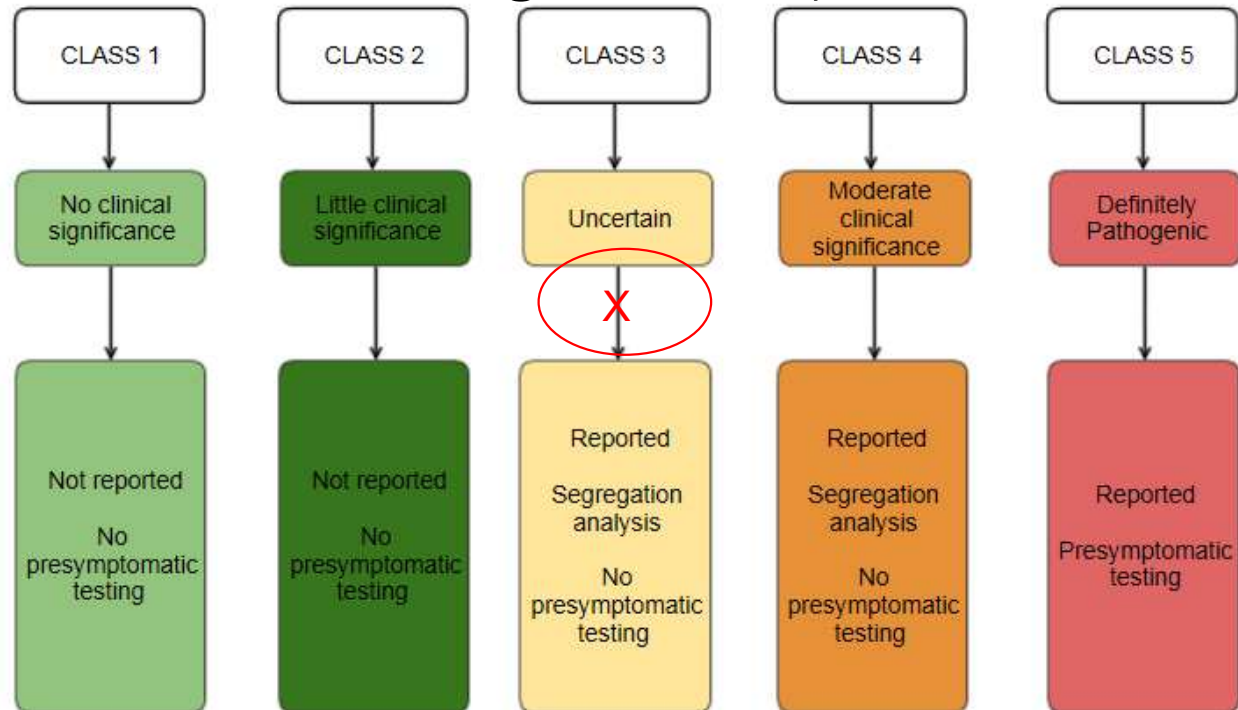 CLASS 1
CLASS 2
CLASS 3
CLASS 4
CLASS 5
No clinical
significance
Little clinical
significance
Uncertain
Moderate
clinical
significance
Definitely
Pathogenic
X
Not reported
No
presymptomatic
testing
Not reported
No
presymptomatic
testing
Reported
Segregation
analysis
No
presymptomatic
testing
Reported
Segregation
analysis
No
presymptomatic
testing
Reported
Presymptomatic
testing